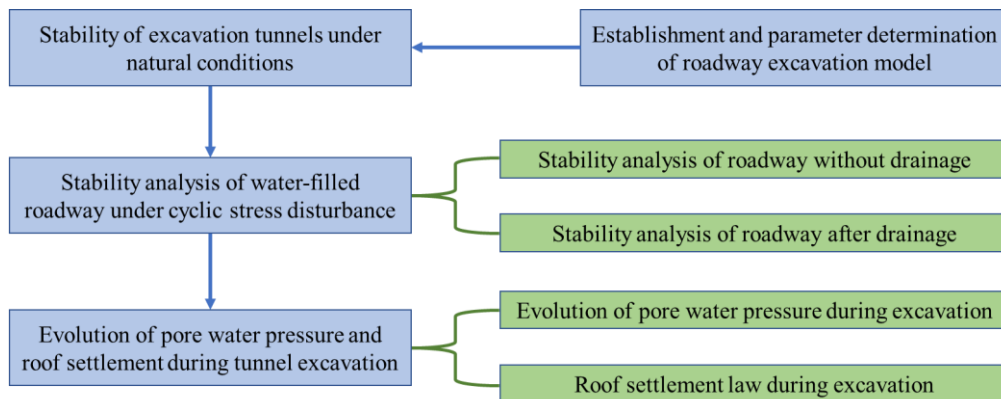 Stability of excavation tunnels under
natural conditions
Establishment and parameter determination
of roadway excavation model
Stability analysis of water-filled
roadway under cyclic stress disturbance
Stability analysis of roadway without drainage
Stability analysis of roadway after drainage
Evolution of pore water pressure and
roof settlement during tunnel excavation
Evolution of pore water pressure during excavation
Roof settlement law during excavation